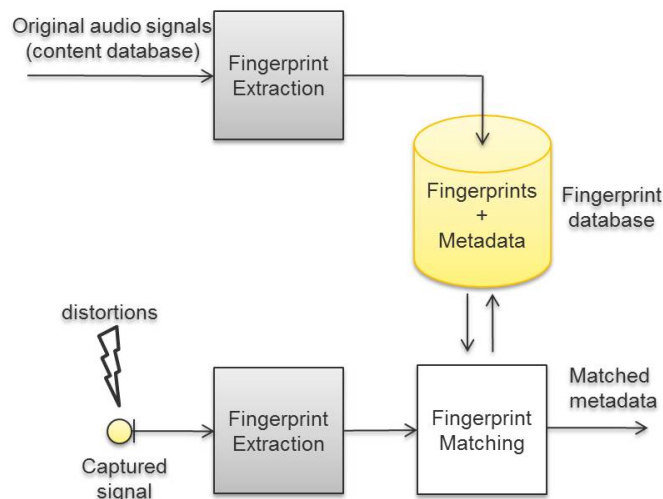 Original audio signals
(content database)
Fingerprint
Extraction
Fingerprints
+
Metadata
Fingerprint
database
distortions
Captured
signal
Fingerprint
Extraction
Fingerprint
Matching
Matched
metadata